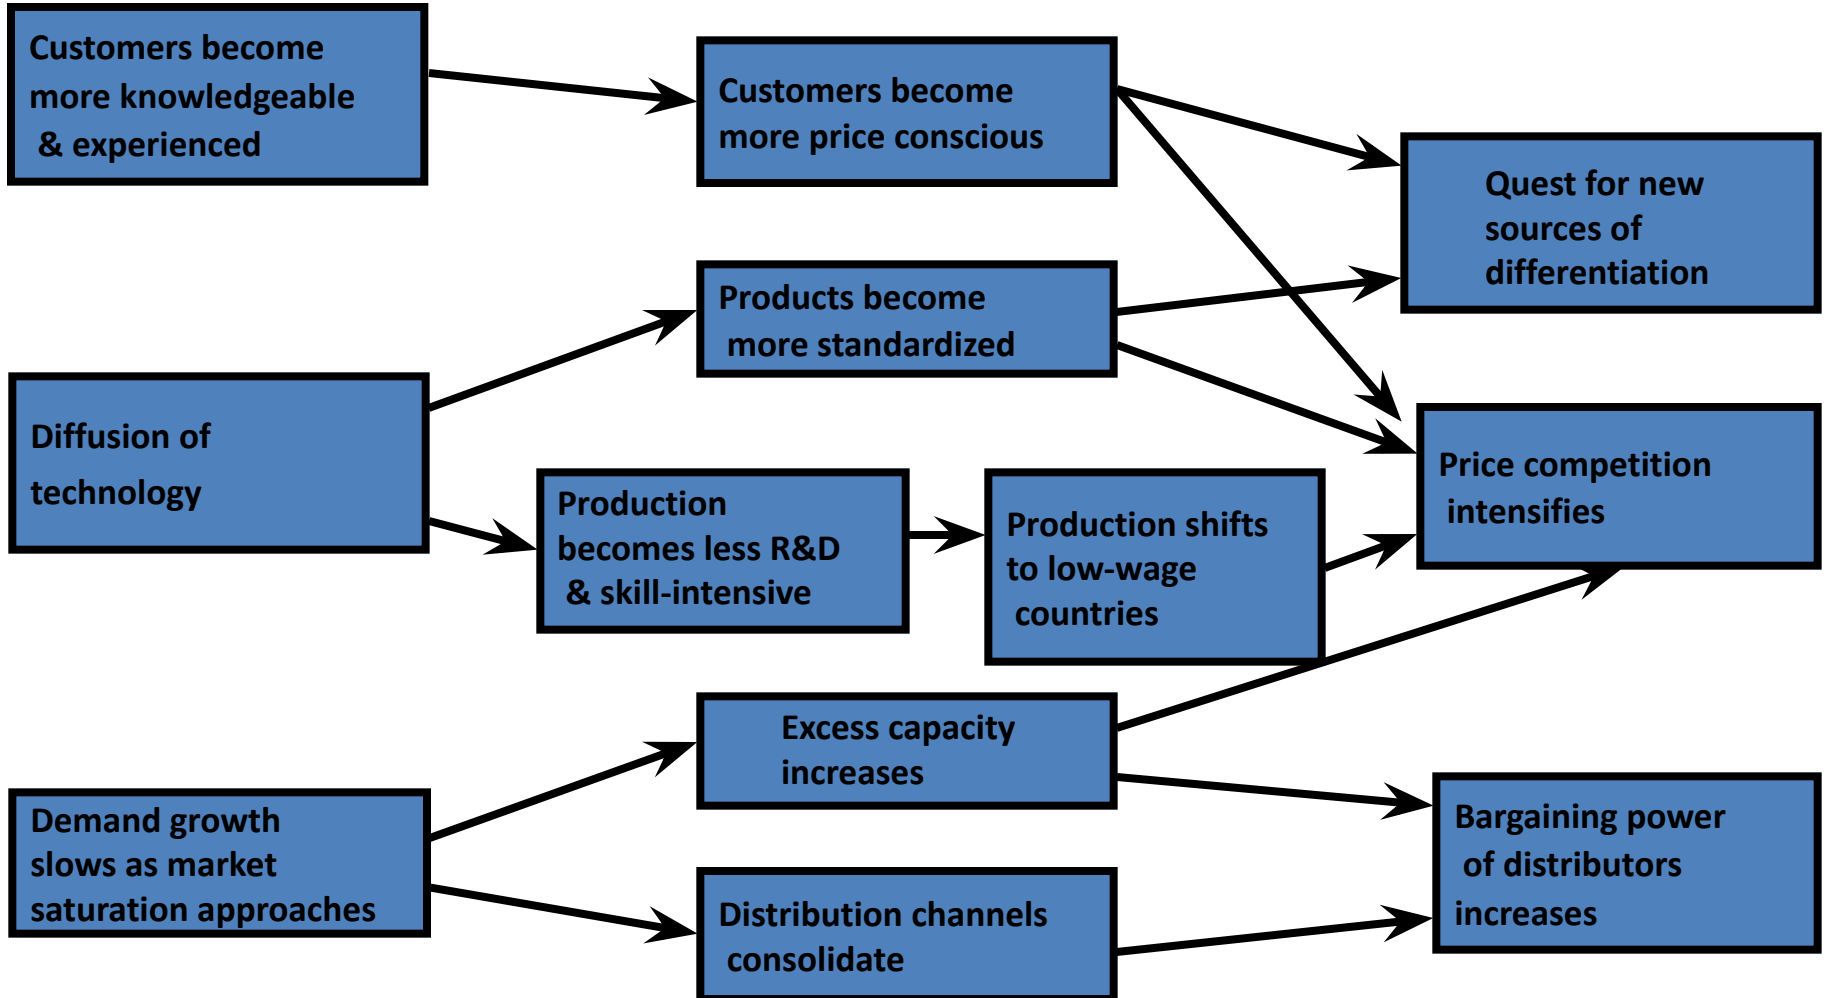 Customers become
more knowledgeable
& experienced
Customers become
more price conscious
Quest for new
sources of
differentiation
Products become
more standardized
Diffusion of
technology
Price competition
intensifies
Production
becomes less R&D
& skill-intensive
Production shifts
to low-wage
countries
Excess capacity
increases
Demand growth
slows as market
saturation approaches
Bargaining power
of distributors
increases
Distribution channels
consolidate